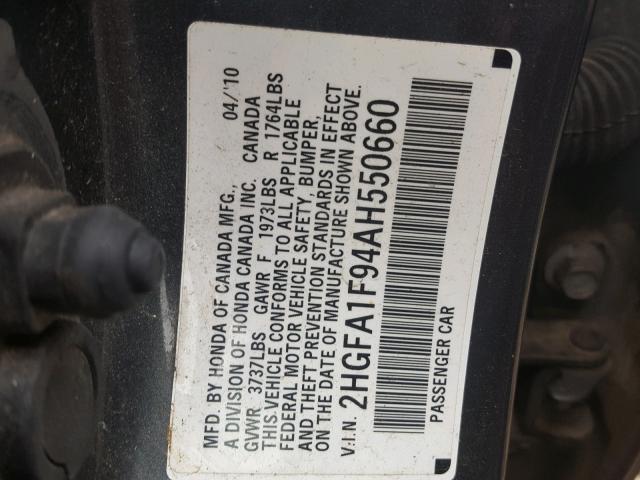 MFD. BY HONDA OF CANADA MFG., 04/'10
A DIVISION OF HONDA CANADA INC. CANADA
GVWR 3737LBS GAWR F 1973LBS R 1764LBS
THIS VEHICLE CONFORMS TO ALL APPLICABLE
FEDERAL MOTOR VEHICLE SAFETY, BUMPER,
AND THEFT PREVENTION STANDARDS IN EFFECT
ON THE DATE OF MANUFACTURE SHOWN ABOVE.
V.I.N. 2HGFA1F94AH550660
PASSENGER CAR